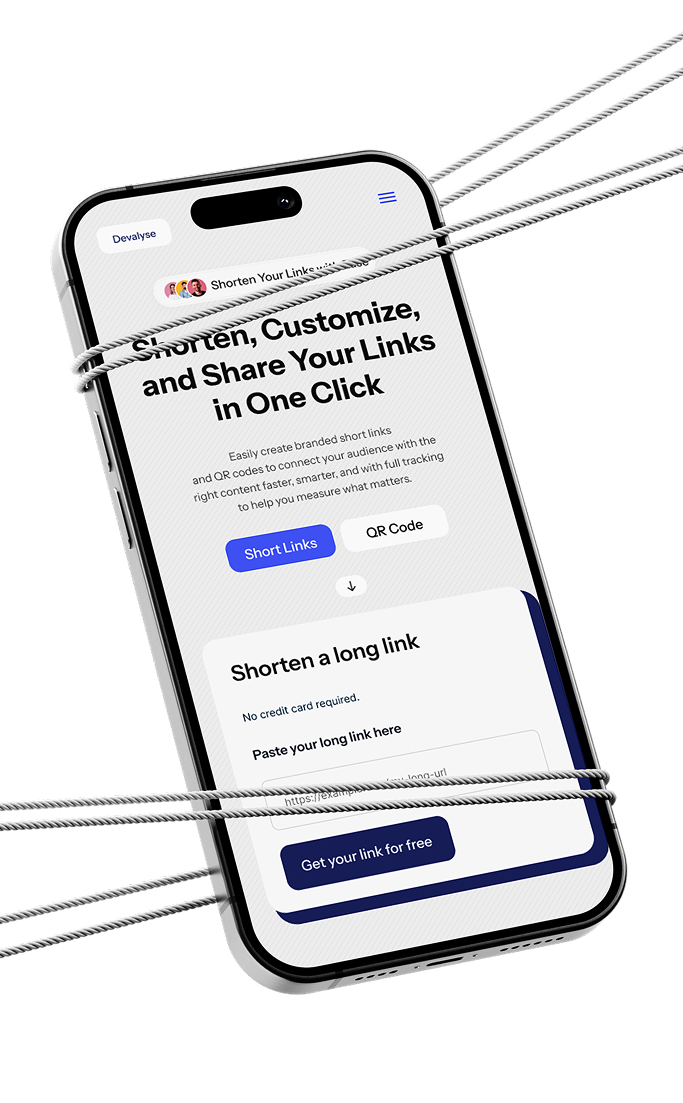 Devalyse
Shorten Your Links with Ease
Shorten, Customize,
and Share Your Links
in One Click
Easily create branded short links
and QR codes to connect your audience with the
right content faster, smarter, and with full tracking
to help you measure what matters.
Short Links
QR Code
Shorten a long link
No credit card required.
Paste your long link here
https://example /my-long-url
Get your link for free